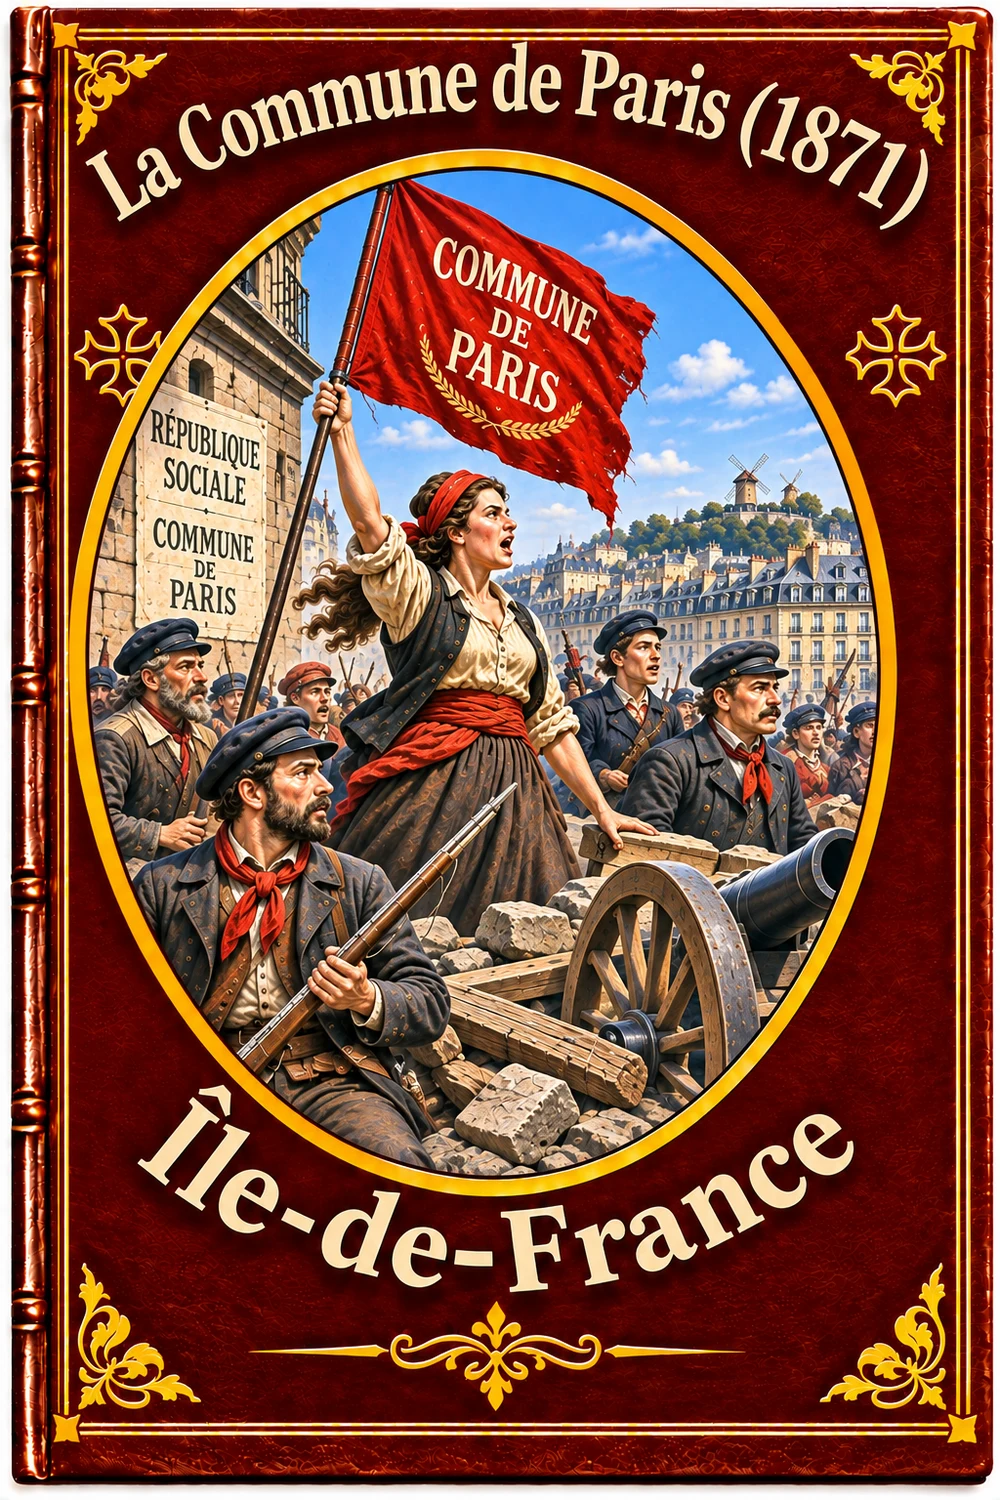 La Commune de Paris (1871)
COMMUNE
DE
PARIS
RÉPUBLIQUE
SOCIALE
COMMUNE
DE
PARIS
Île-de-France